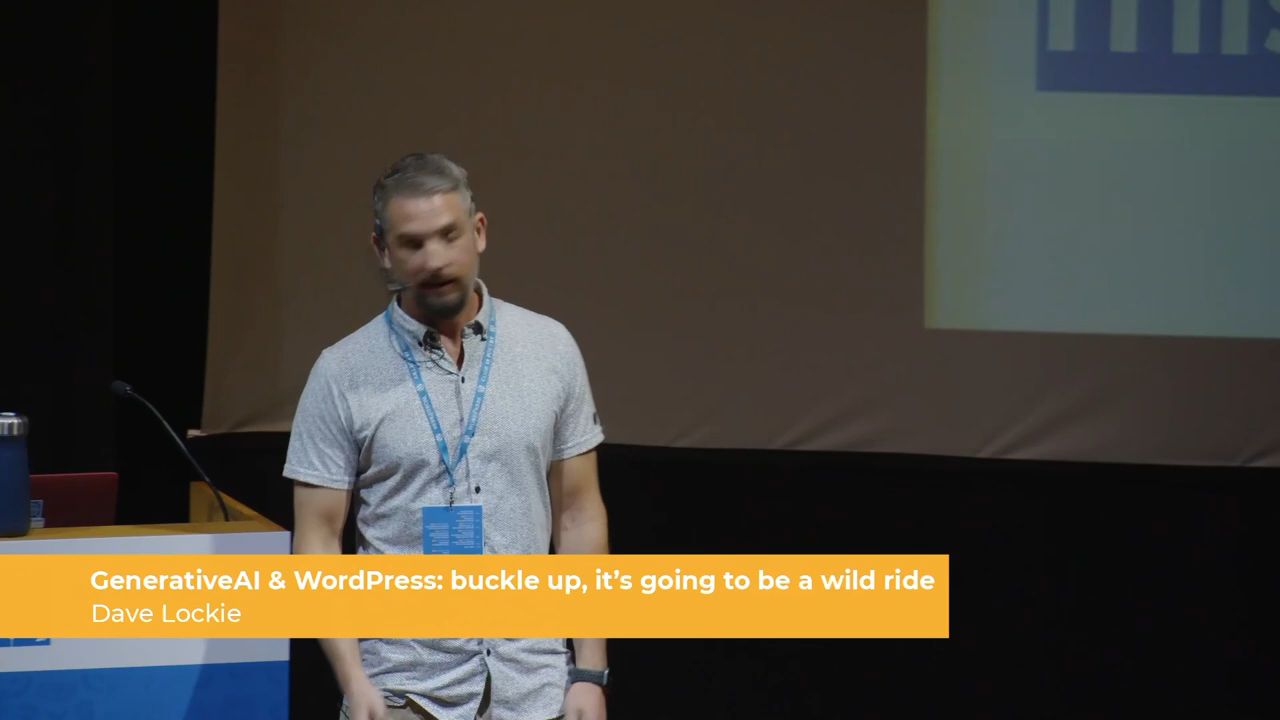 GenerativeAI & WordPress: buckle up, it’s going to be a wild ride
Dave Lockie